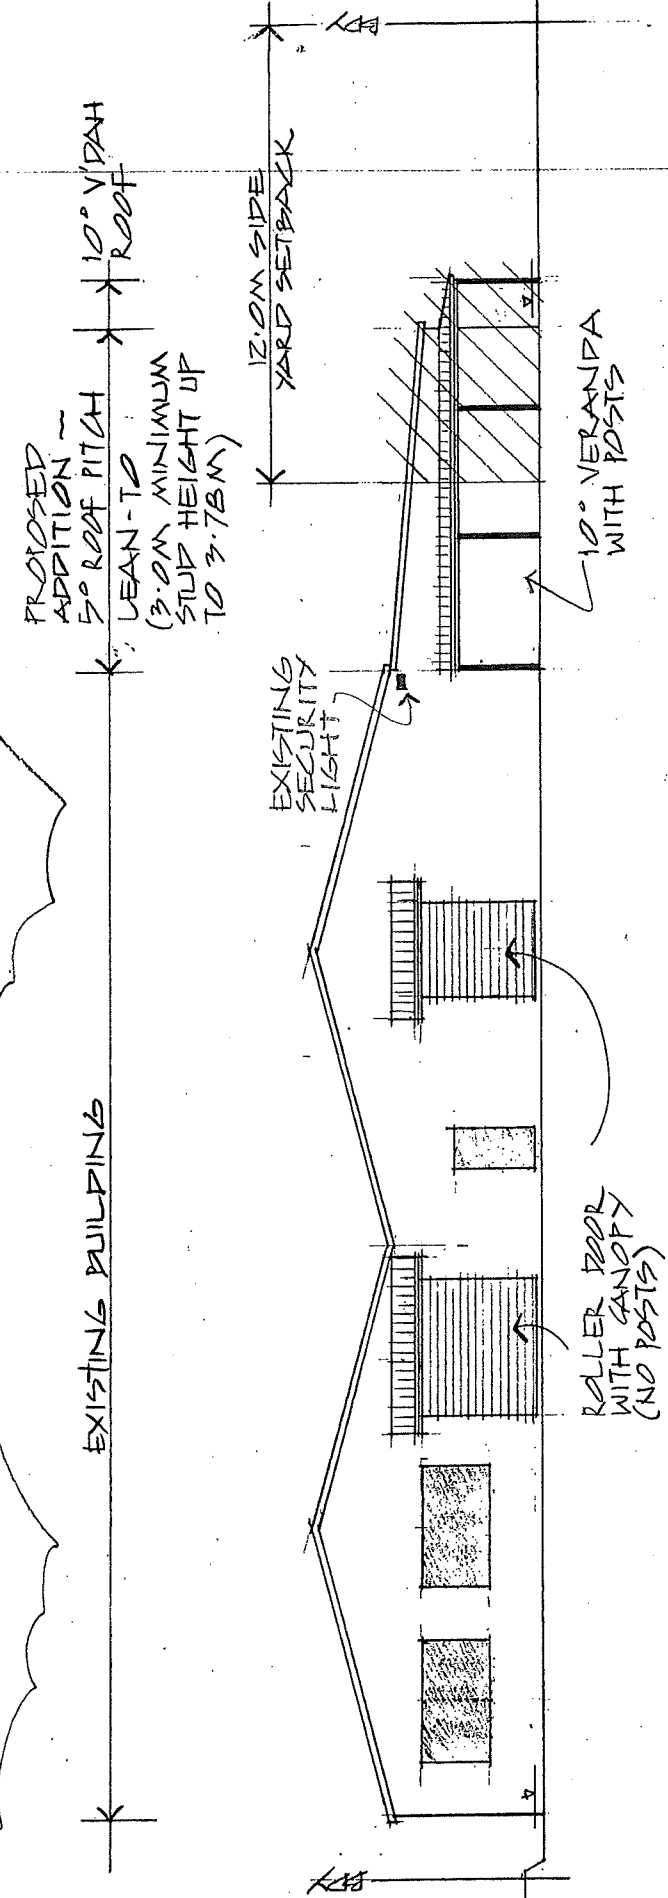 EXISTING BUILDING
PROPOSED
ADDITION –
5° ROOF PITCH
LEAN-TO
(3.0M MINIMUM
STUD HEIGHT UP
TO 3.78M)
10° V'DAH
ROOF
12.0M SIDE
YARD SETBACK
BDY
EXISTING
SECURITY
LIGHT
BDY
ROLLER DOOR
WITH CANOPY
(NO POSTS)
10° VERANDA
WITH POSTS